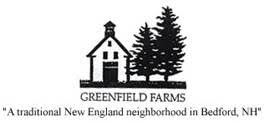 GREENFIELD FARMS
"A traditional New England neighborhood in Bedford, NH"